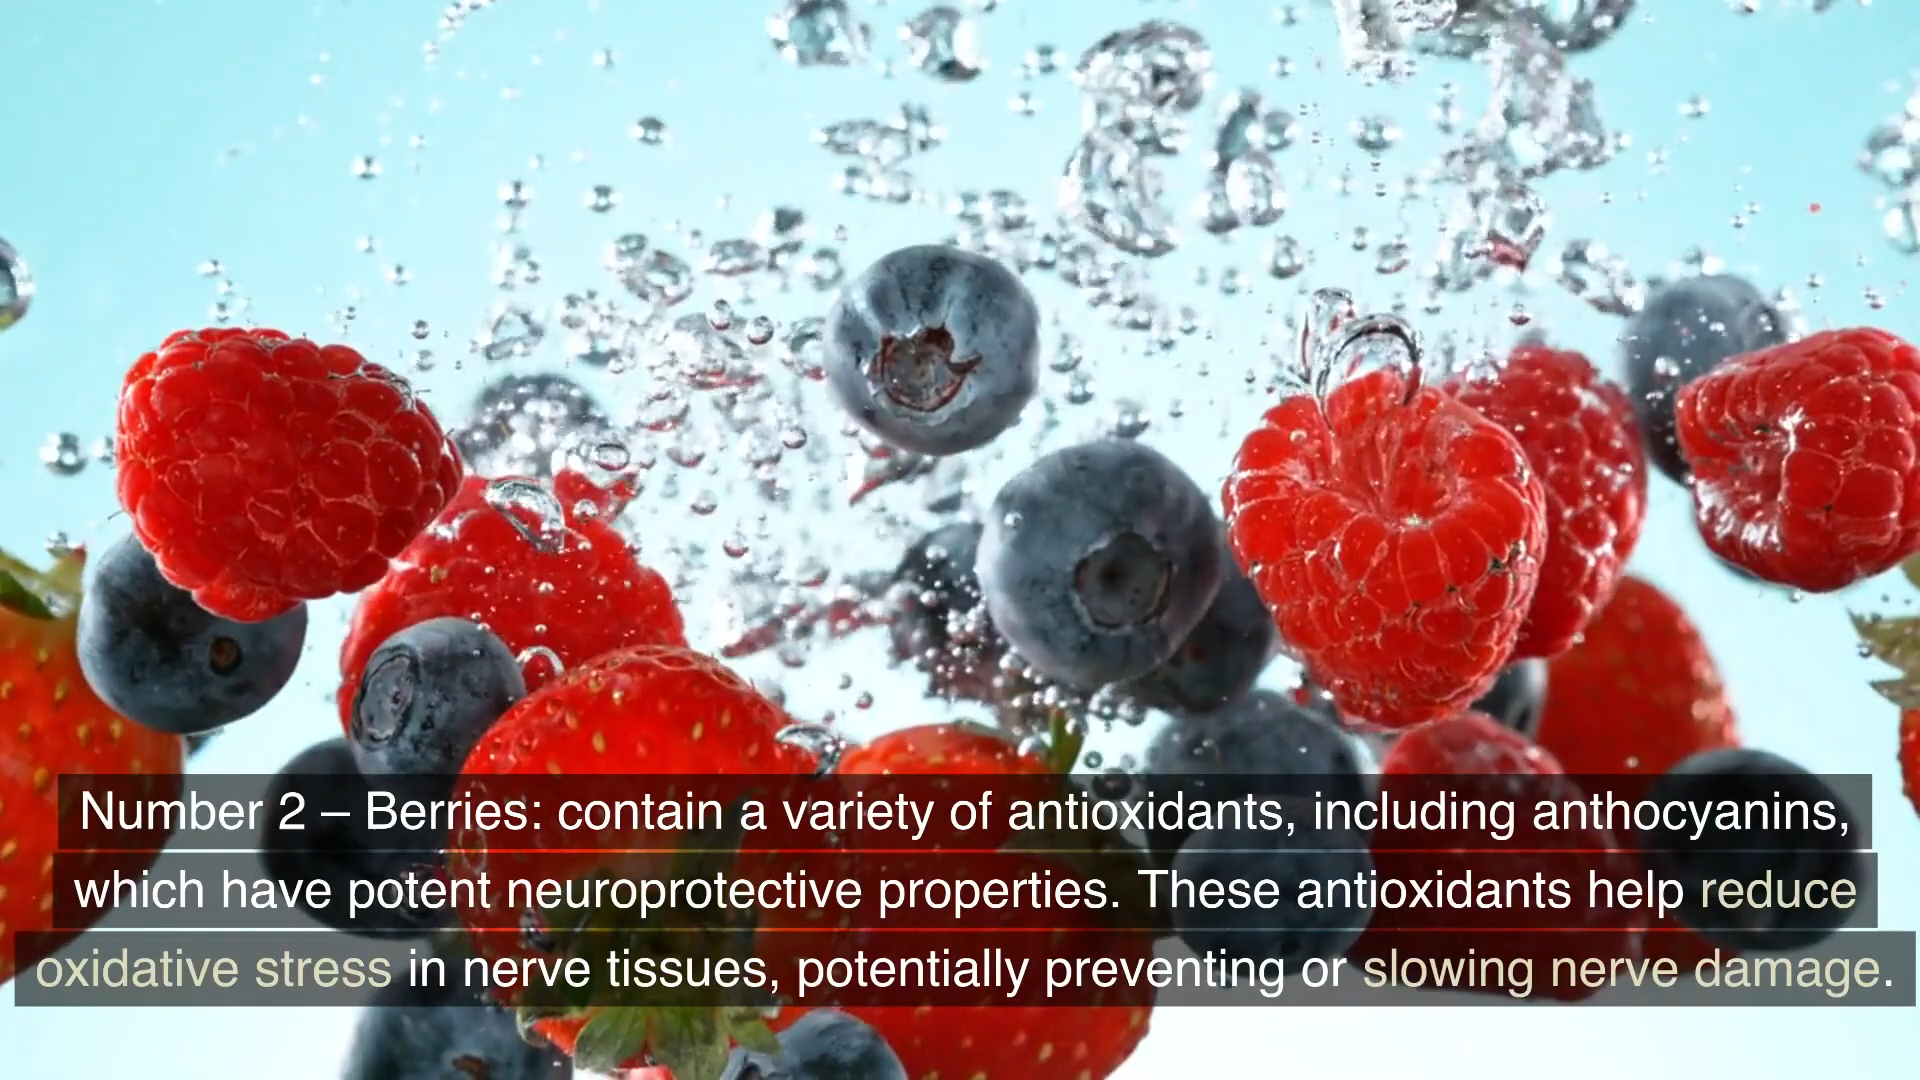 Number 2 – Berries: contain a variety of antioxidants, including anthocyanins,
which have potent neuroprotective properties. These antioxidants help reduce
oxidative stress in nerve tissues, potentially preventing or slowing nerve damage.